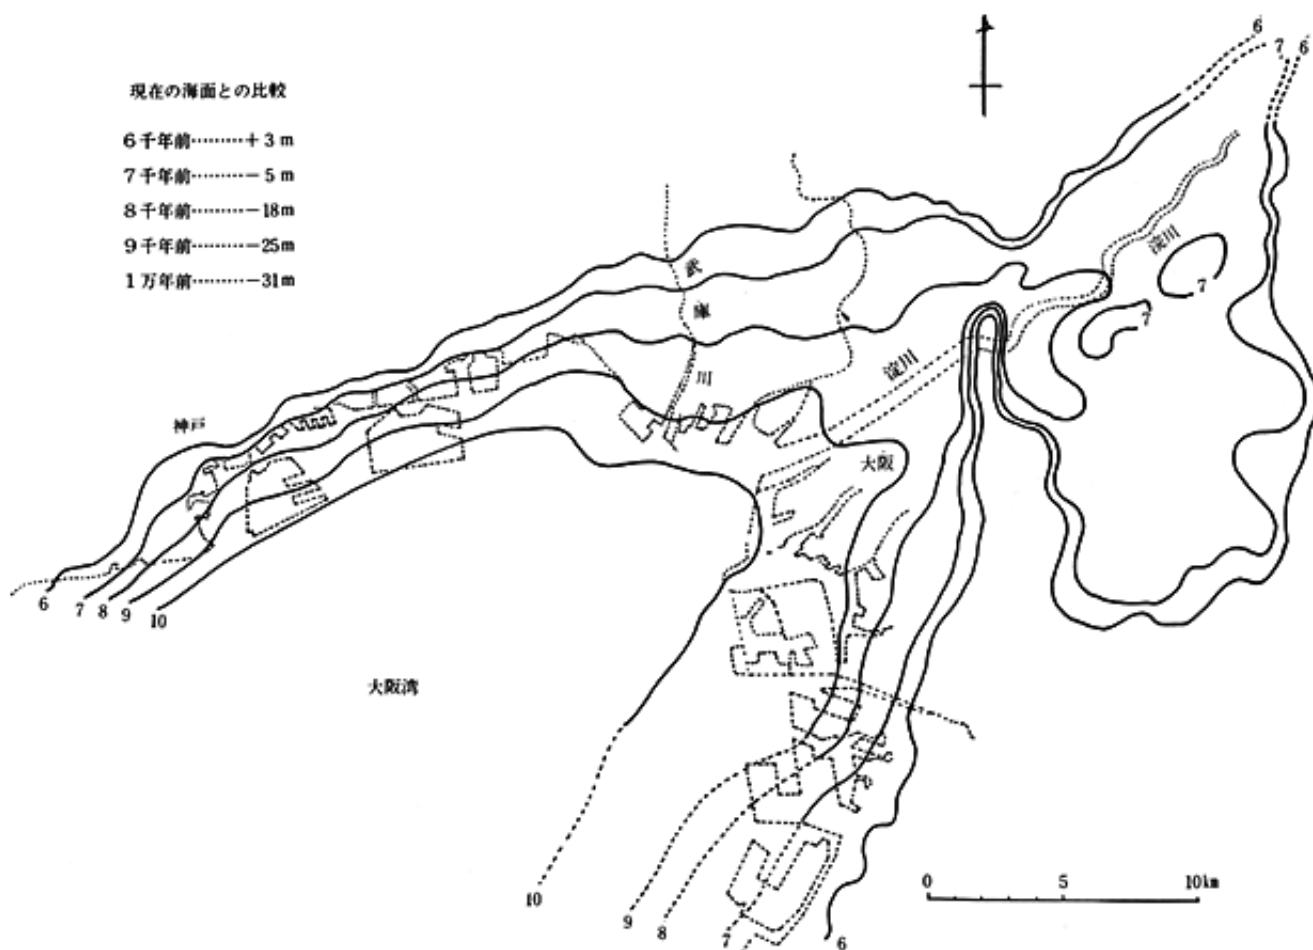 現在の海面との比較
6千年前………+3m
7千年前………−5m
8千年前………−18m
9千年前………−25m
1万年前………−31m
6
7
6
淀川
7
7
武
庫
川
淀川
神戸
大阪
6
7
8
9
10
大阪湾
10
9
8
7
6
0
5
10km